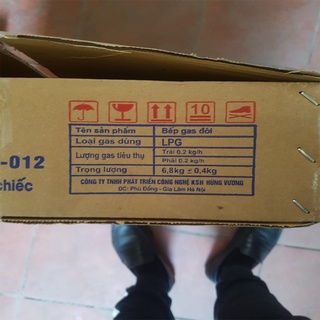 10
Tên sản phẩm Bếp gas đôi
Loại gas dùng LPG
Lượng gas tiêu thụ Trái 0.2 kg/h
Phải 0.2 kg/h
Trọng lượng 6,8kg ± 0,4kg
CÔNG TY TNHH PHÁT TRIỂN CÔNG NGHỆ KSH HÙNG VƯƠNG
ĐC: Phù Đổng - Gia Lâm Hà Nội
-012
chiếc